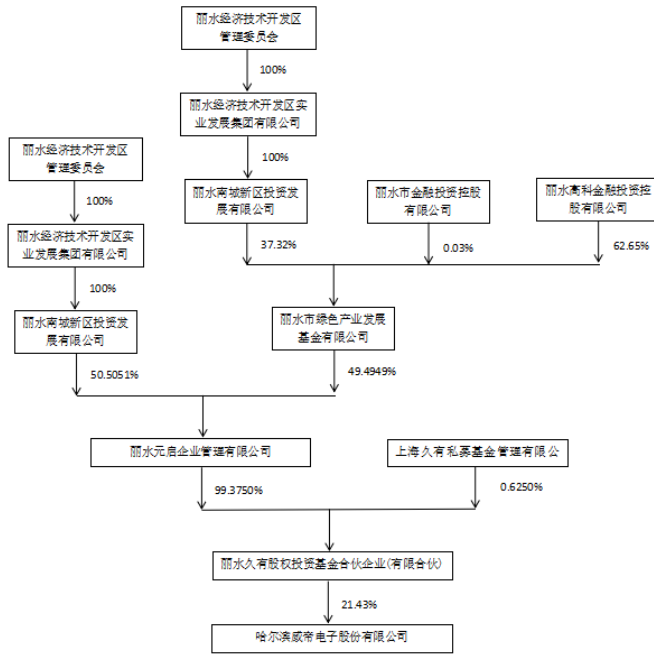 丽水经济技术开发区
管理委员会
100%
丽水经济技术开发区实
业发展集团有限公司
100%
丽水经济技术开发区
管理委员会
100%
丽水经济技术开发区实
业发展集团有限公司
100%
丽水南城新区投资发
展有限公司
丽水南城新区投资发
展有限公司
丽水市金融投资控股
有限公司
丽水高科金融投资控
股有限公司
37.32%
0.03%
62.65%
丽水市绿色产业发展
基金有限公司
50.5051%
49.4949%
丽水元启企业管理有限公司
上海久有私募基金管理有限公
99.3750%
0.6250%
丽水久有股权投资基金合伙企业(有限合伙)
21.43%
哈尔滨威帝电子股份有限公司